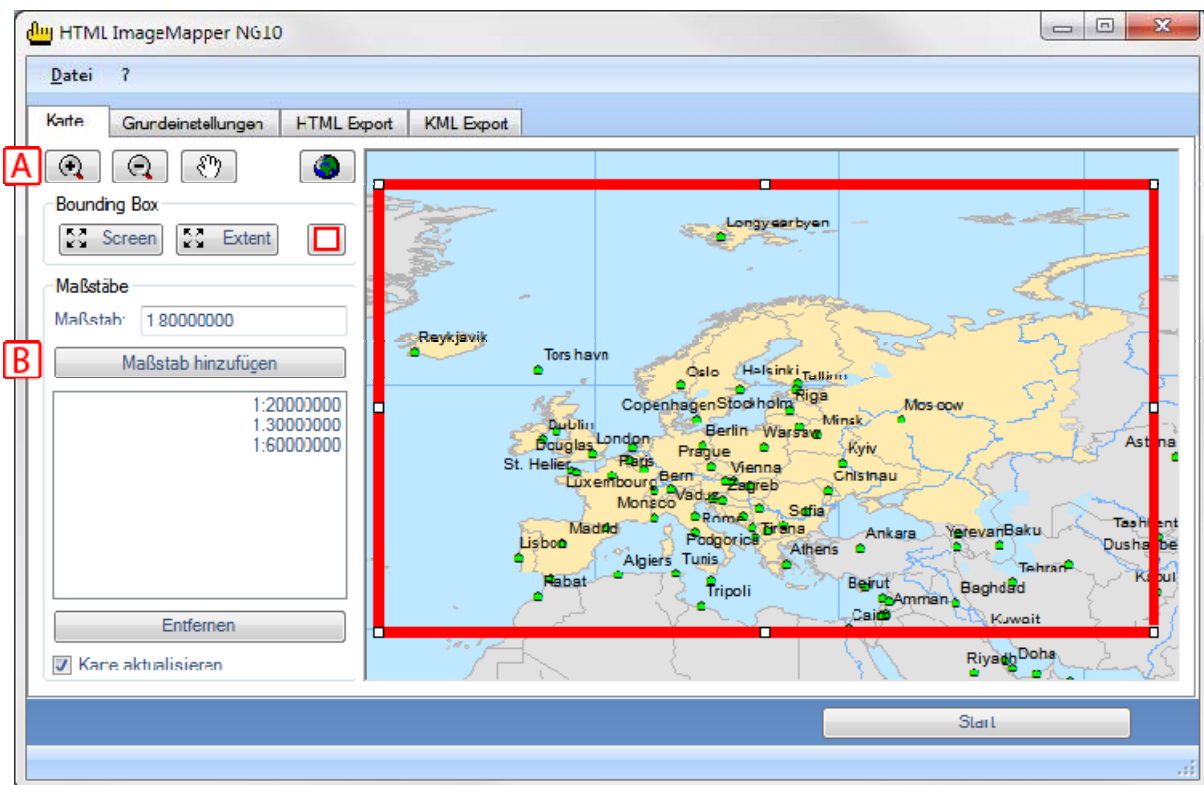 HTML ImageMapper NG10
Datei ?
Karte Grundeinstellungen HTML Export KML Export
A
Bounding Box
Screen Extent
Maßstäbe
Maßstab: 1 80000000
B
Maßstab hinzufügen
1:20000000
1:30000000
1:60000000
Entfernen
Karte aktualisieren
Longyearbyen
Reykjavik
Torshavn
Oslo Helsinki Tallinn
Copenhagen Stockholm Riga
Minsk Moscow
Dublin Berlin Warsaw
Douglas London Prague Kyiv Astana
St. Helier Paris Vienna Chisinau
Luxembourg Bern Zagreb
Monaco Vaduz
Rome Sofia
Madrid Tirana
Lisbon Podgorica Athens Ankara Yerevan Baku Tashkent
Algiers Tunis Dushanbe
Rabat Tripoli Beirut Tehran Kabul
Amman Baghdad
Cairo Kuwait
Riyadh Doha
Start